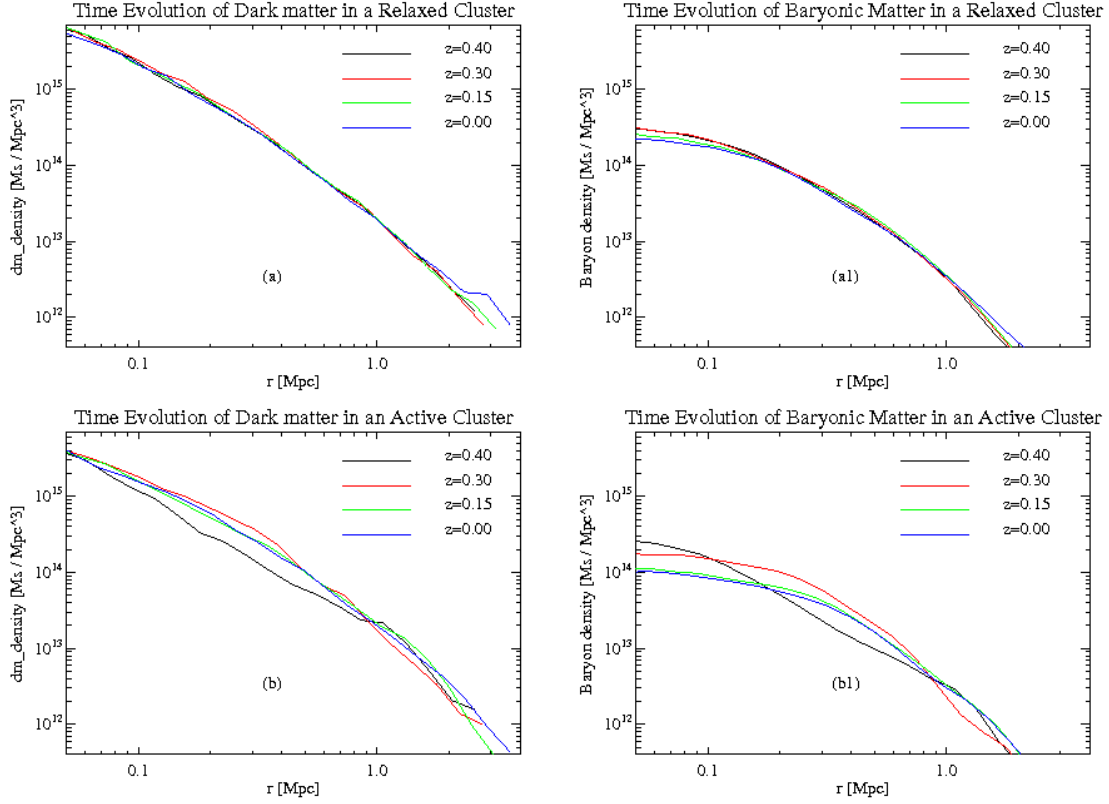 Time Evolution of Dark matter in a Relaxed Cluster
z=0.40
z=0.30
z=0.15
z=0.00
10^15
10^14
10^13
10^12
dm_density [Ms / Mpc^3]
(a)
0.1
1.0
r [Mpc]
Time Evolution of Baryonic Matter in a Relaxed Cluster
z=0.40
z=0.30
z=0.15
z=0.00
10^15
10^14
10^13
10^12
Baryon density [Ms / Mpc^3]
(a1)
0.1
1.0
r [Mpc]
Time Evolution of Dark matter in an Active Cluster
z=0.40
z=0.30
z=0.15
z=0.00
10^15
10^14
10^13
10^12
dm_density [Ms / Mpc^3]
(b)
0.1
1.0
r [Mpc]
Time Evolution of Baryonic Matter in an Active Cluster
z=0.40
z=0.30
z=0.15
z=0.00
10^15
10^14
10^13
10^12
Baryon density [Ms / Mpc^3]
(b1)
0.1
1.0
r [Mpc]